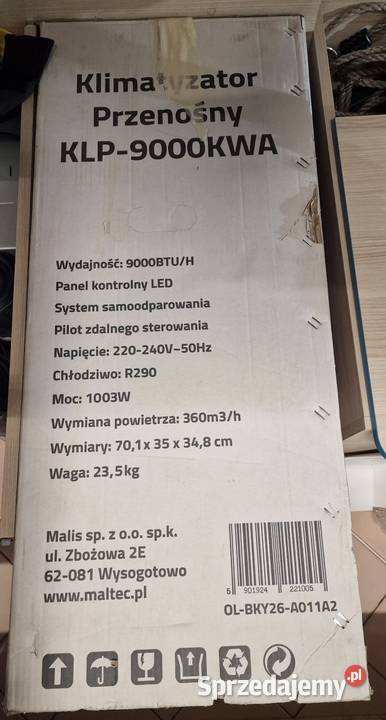 Klimatyzator
Przenośny
KLP-9000KWA
Wydajność: 9000BTU/H
Panel kontrolny LED
System samoodparowania
Pilot zdalnego sterowania
Napięcie: 220-240V~50Hz
Chłodziwo: R290
Moc: 1003W
Wymiana powietrza: 360m3/h
Wymiary: 70,1 x 35 x 34,8 cm
Waga: 23,5kg
Malis sp. z o.o. sp.k.
ul. Zbożowa 2E
62-081 Wysogotowo
www.maltec.pl
5 901924 221005
OL-BKY26-A011A2
Sprzedajemy.pl